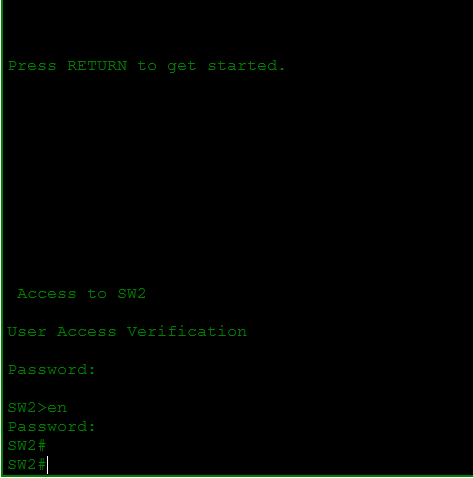 Press RETURN to get started.
Access to SW2
User Access Verification
Password:
SW2>en
Password:
SW2#
SW2#